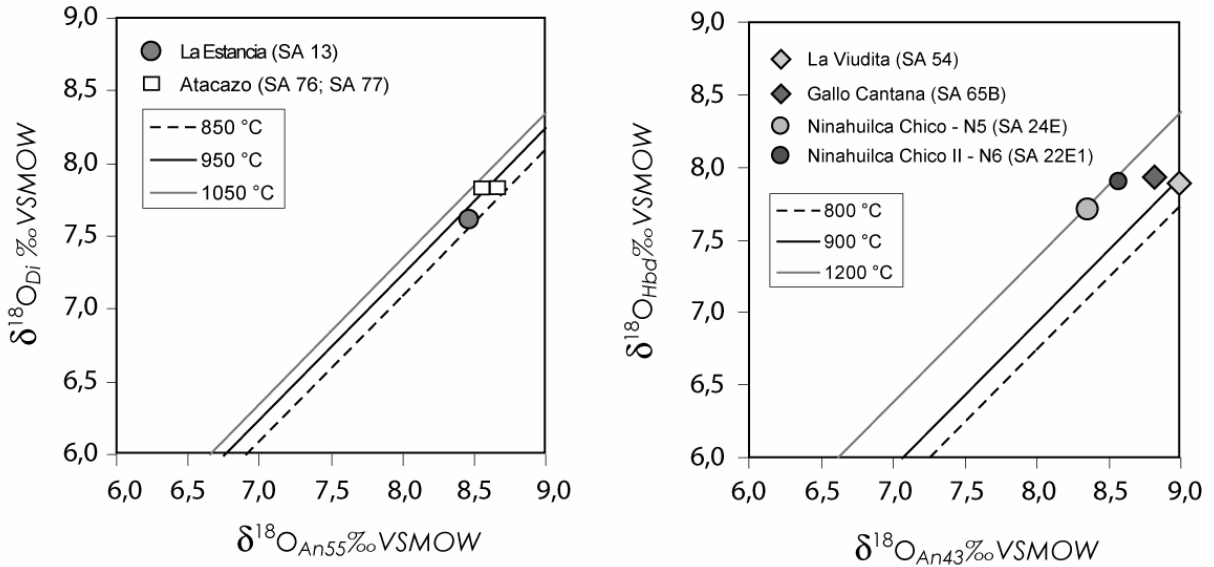 9,0
8,5
8,0
7,5
7,0
6,5
6,0
La Estancia (SA 13)
Atacazo (SA 76; SA 77)
850 °C
950 °C
1050 °C
6,0 6,5 7,0 7,5 8,0 8,5 9,0
δ18ODi ‰ VSMOW
δ18OAn55‰VSMOW
9,0
8,5
8,0
7,5
7,0
6,5
6,0
La Viudita (SA 54)
Gallo Cantana (SA 65B)
Ninahuilca Chico - N5 (SA 24E)
Ninahuilca Chico II - N6 (SA 22E1)
800 °C
900 °C
1200 °C
6,0 6,5 7,0 7,5 8,0 8,5 9,0
δ18OHbd‰ VSMOW
δ18OAn43‰VSMOW